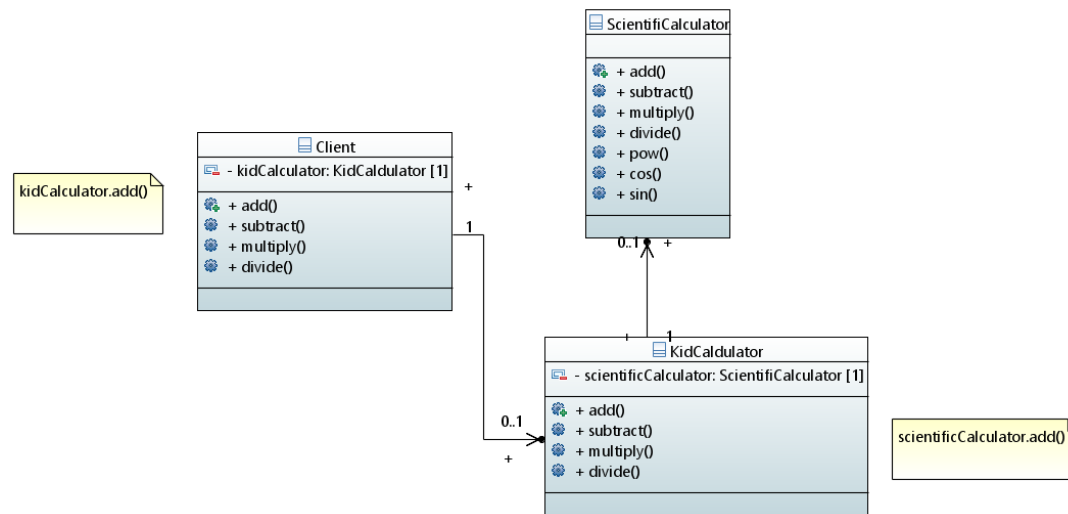 ScientifiCalculator
+ add()
+ subtract()
+ multiply()
+ divide()
+ pow()
+ cos()
+ sin()
0..1 +
kidCalculator.add()
Client
- kidCalculator: KidCaldulator [1]
+ add()
+ subtract()
+ multiply()
+ divide()
+
1
0..1
+
+ 1
KidCaldulator
- scientificCalculator: ScientifiCalculator [1]
+ add()
+ subtract()
+ multiply()
+ divide()
scientificCalculator.add()